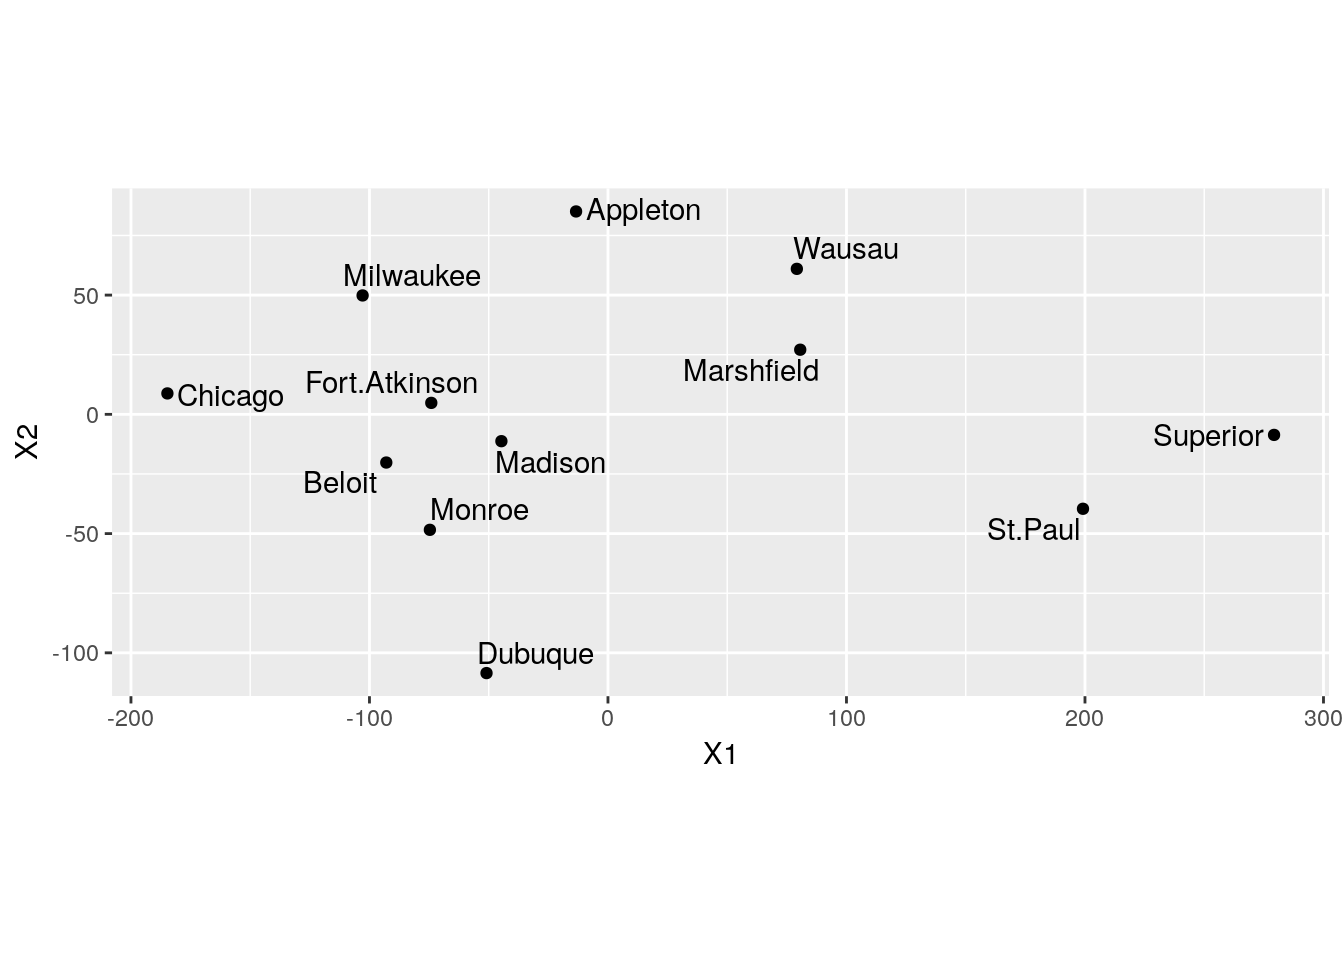 Appleton
Wausau
Milwaukee
50
Marshfield
Fort.Atkinson
Chicago
0
X2
Superior
Madison
Beloit
Monroe
St.Paul
-50
Dubuque
-100
-200 -100 0 100 200 300
X1